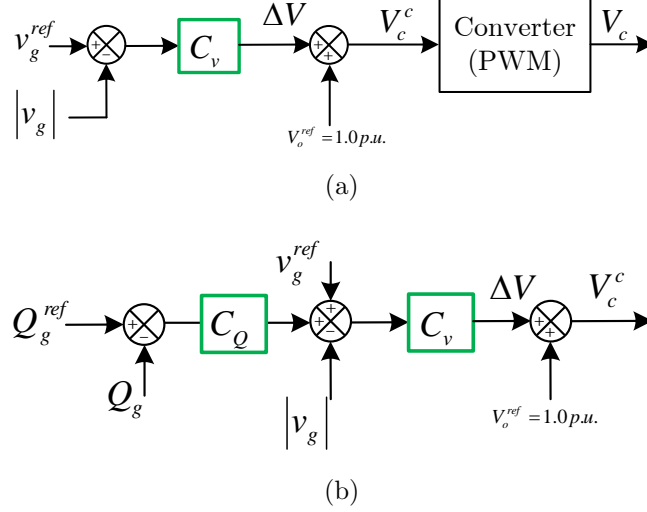 v_g^{ref}
+
−
C_v
ΔV
+
+
V_c^c
Converter
(PWM)
V_c
|v_g|
V_o^{ref} = 1.0 p.u.
(a)
v_g^{ref}
Q_g^{ref}
+
−
C_Q
+
+
−
C_v
ΔV
+
+
V_c^c
Q_g
|v_g|
V_o^{ref} = 1.0 p.u.
(b)